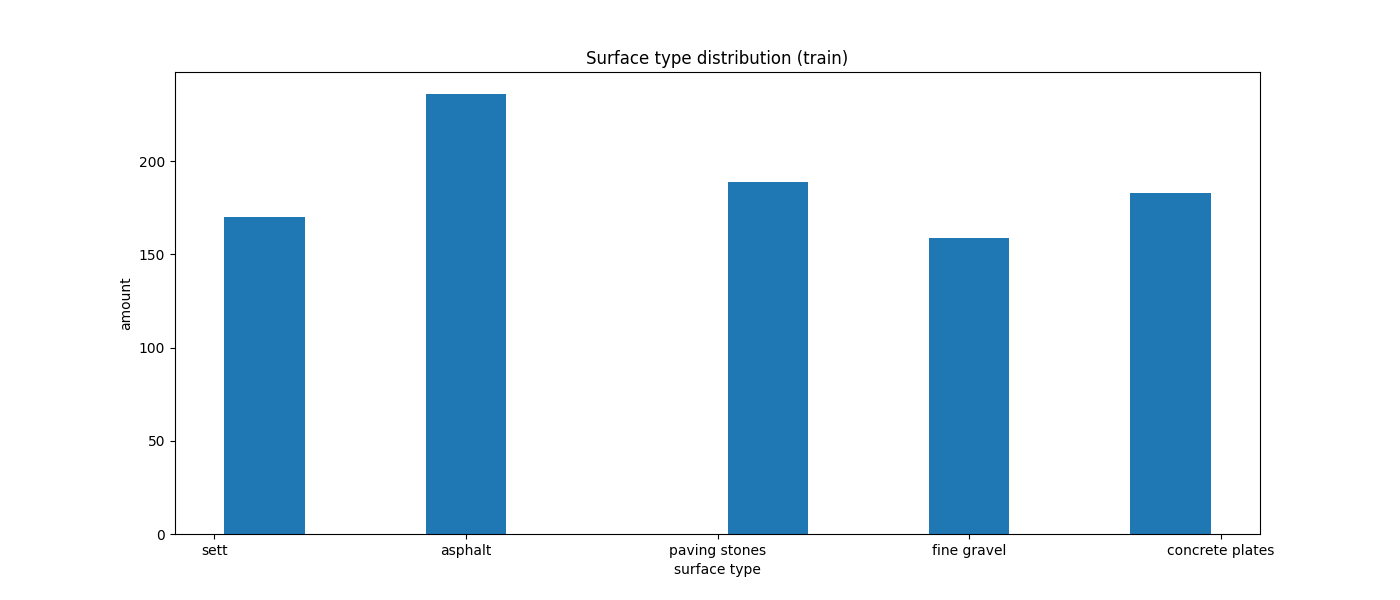 Surface type distribution (train)
amount
200
150
100
50
0
sett asphalt paving stones fine gravel concrete plates
surface type